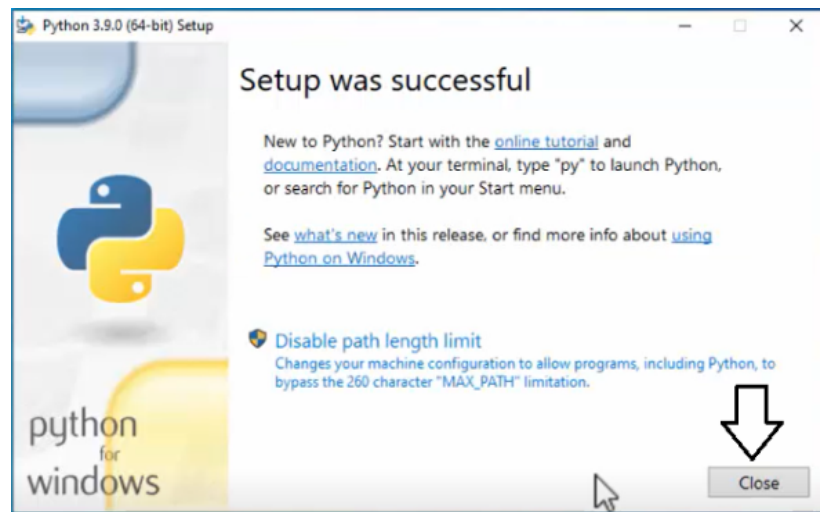 Python 3.9.0 (64-bit) Setup
Setup was successful
New to Python? Start with the online tutorial and
documentation. At your terminal, type "py" to launch Python,
or search for Python in your Start menu.
See what's new in this release, or find more info about using
Python on Windows.
Disable path length limit
Changes your machine configuration to allow programs, including Python, to
bypass the 260 character "MAX_PATH" limitation.
python
for
windows
Close